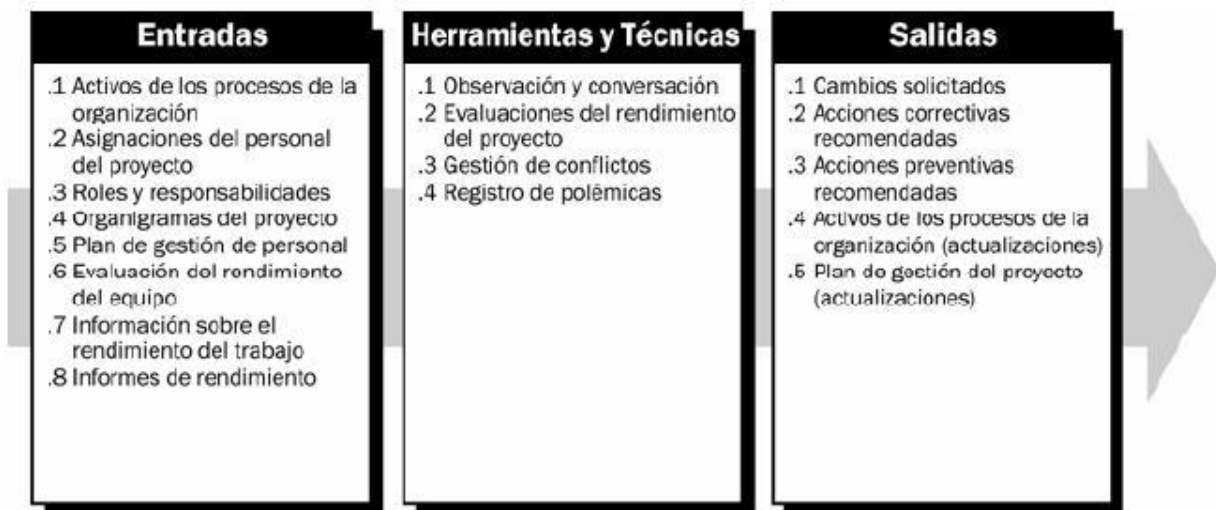 Entradas
.1 Activos de los procesos de la
organización
.2 Asignaciones del personal
del proyecto
.3 Roles y responsabilidades
.4 Organigramas del proyecto
.5 Plan de gestión de personal
.6 Evaluación del rendimiento
del equipo
.7 Información sobre el
rendimiento del trabajo
.8 Informes de rendimiento
Herramientas y Técnicas
.1 Observación y conversación
.2 Evaluaciones del rendimiento
del proyecto
.3 Gestión de conflictos
.4 Registro de polémicas
Salidas
.1 Cambios solicitados
.2 Acciones correctivas
recomendadas
.3 Acciones preventivas
recomendadas
.4 Activos de los procesos de la
organización (actualizaciones)
.5 Plan de gestión del proyecto
(actualizaciones)